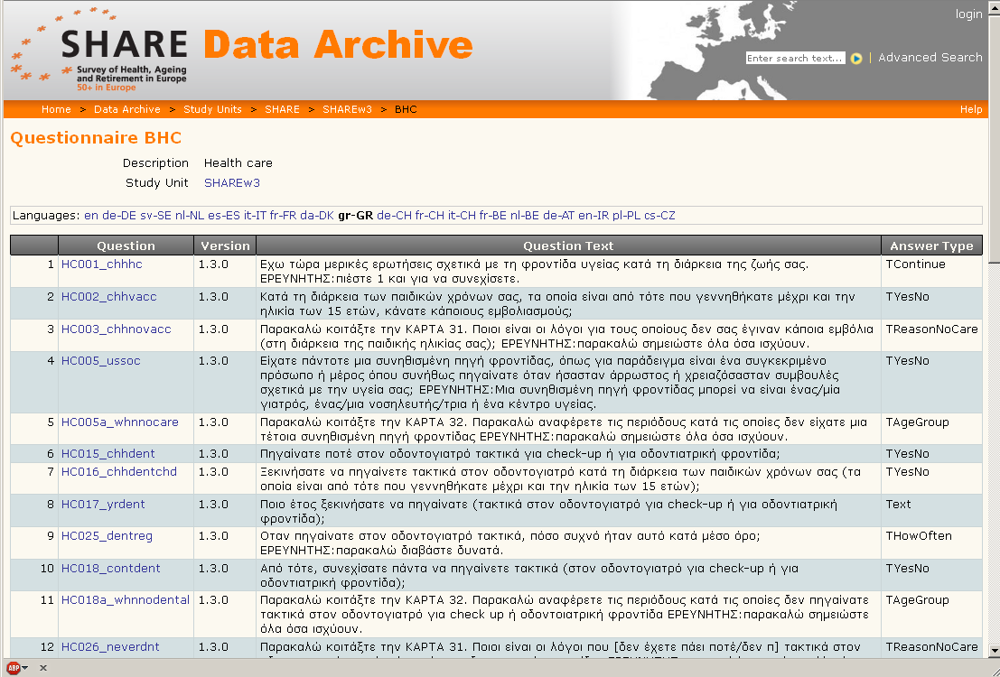 login
SHARE Data Archive
Survey of Health, Ageing
and Retirement in Europe
50+ in Europe
Enter search text... | Advanced Search
Home > Data Archive > Study Units > SHARE > SHAREw3 > BHC Help
Questionnaire BHC
Description Health care
Study Unit SHAREw3
Languages: en de-DE sv-SE nl-NL es-ES it-IT fr-FR da-DK gr-GR de-CH fr-CH it-CH fr-BE nl-BE de-AT en-IR pl-PL cs-CZ
Question Version Question Text Answer Type
1 HC001_chhhc 1.3.0 Εχω τώρα μερικές ερωτήσεις σχετικά με τη φροντίδα υγείας κατά τη διάρκεια της ζωής σας. TContinue
ΕΡΕΥΝΗΤΗΣ:πιέστε 1 και για να συνεχίσετε.
2 HC002_chhvacc 1.3.0 Κατά τη διάρκεια των παιδικών χρόνων σας, τα οποία είναι από τότε που γεννηθήκατε μέχρι και την TYesNo
ηλικία των 15 ετών, κάνατε κάποιους εμβολιασμούς;
3 HC003_chhnovacc 1.3.0 Παρακαλώ κοιτάξτε την ΚΑΡΤΑ 31. Ποιοι είναι οι λόγοι για τους οποίους δεν σας έγιναν κάποια εμβόλια TReasonNoCare
(στη διάρκεια της παιδικής ηλικίας σας); ΕΡΕΥΝΗΤΗΣ:παρακαλώ σημειώστε όλα όσα ισχύουν.
4 HC005_ussoc 1.3.0 Είχατε πάντοτε μια συνηθισμένη πηγή φροντίδας, όπως για παράδειγμα είναι ένα συγκεκριμένο TYesNo
πρόσωπο ή μέρος όπου συνήθως πηγαίνατε όταν ήσασταν άρρωστος ή χρειαζόσασταν συμβουλές
σχετικά με την υγεία σας; ΕΡΕΥΝΗΤΗΣ:Μια συνηθισμένη πηγή φροντίδας μπορεί να είναι ένας/μία
γιατρός, ένας/μια νοσηλευτής/τρια ή ένα κέντρο υγείας.
5 HC005a_whnnocare 1.3.0 Παρακαλώ κοιτάξτε την ΚΑΡΤΑ 32. Παρακαλώ αναφέρετε τις περιόδους κατά τις οποίες δεν είχατε μια TAgeGroup
τέτοια συνηθισμένη πηγή φροντίδας ΕΡΕΥΝΗΤΗΣ:παρακαλώ σημειώστε όλα όσα ισχύουν.
6 HC015_chhdent 1.3.0 Πηγαίνατε ποτέ στον οδοντογιατρό τακτικά για check-up ή για οδοντιατρική φροντίδα; TYesNo
7 HC016_chhdentchd 1.3.0 Ξεκινήσατε να πηγαίνετε τακτικά στον οδοντογιατρό κατά τη διάρκεια των παιδικών χρόνων σας (τα TYesNo
οποία είναι από τότε που γεννηθήκατε μέχρι και την ηλικία των 15 ετών);
8 HC017_yrdent 1.3.0 Ποιο έτος ξεκινήσατε να πηγαίνατε (τακτικά στον οδοντογιατρό για check-up ή για οδοντιατρική Text
φροντίδα);
9 HC025_dentreg 1.3.0 Οταν πηγαίνατε στον οδοντογιατρό τακτικά, πόσο συχνό ήταν αυτό κατά μέσο όρο; THowOften
ΕΡΕΥΝΗΤΗΣ:παρακαλώ διαβάστε δυνατά.
10 HC018_contdent 1.3.0 Από τότε, συνεχίσατε πάντα να πηγαίνετε τακτικά (στον οδοντογιατρό για check-up ή για TYesNo
οδοντιατρική φροντίδα);
11 HC018a_whnnodental 1.3.0 Παρακαλώ κοιτάξτε την ΚΑΡΤΑ 32. Παρακαλώ αναφέρετε τις περιόδους κατά τις οποίες δεν πηγαίνατε TAgeGroup
τακτικά στον οδοντογιατρό για check up ή οδοντοιατρική φροντίδα ΕΡΕΥΝΗΤΗΣ:παρακαλώ σημειώστε
όλα όσα ισχύουν.
12 HC026_neverdnt 1.3.0 Παρακαλώ κοιτάξτε την ΚΑΡΤΑ 31. Ποιοι είναι οι λόγοι που [δεν έχετε πάει ποτέ/δεν π] τακτικά στον TReasonNoCare
ABP